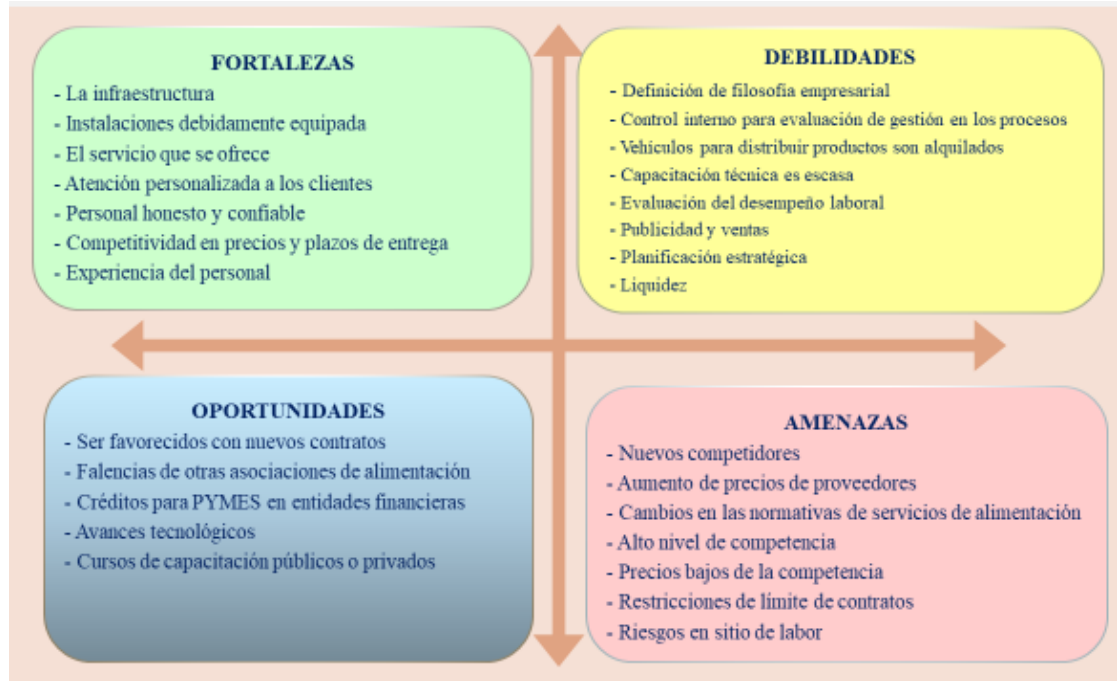 FORTALEZAS
- La infraestructura
- Instalaciones debidamente equipada
- El servicio que se ofrece
- Atención personalizada a los clientes
- Personal honesto y confiable
- Competitividad en precios y plazos de entrega
- Experiencia del personal
DEBILIDADES
- Definición de filosofía empresarial
- Control interno para evaluación de gestión en los procesos
- Vehículos para distribuir productos son alquilados
- Capacitación técnica es escasa
- Evaluación del desempeño laboral
- Publicidad y ventas
- Planificación estratégica
- Liquidez
OPORTUNIDADES
- Ser favorecidos con nuevos contratos
- Falencias de otras asociaciones de alimentación
- Créditos para PYMES en entidades financieras
- Avances tecnológicos
- Cursos de capacitación públicos o privados
AMENAZAS
- Nuevos competidores
- Aumento de precios de proveedores
- Cambios en las normativas de servicios de alimentación
- Alto nivel de competencia
- Precios bajos de la competencia
- Restricciones de límite de contratos
- Riesgos en sitio de labor